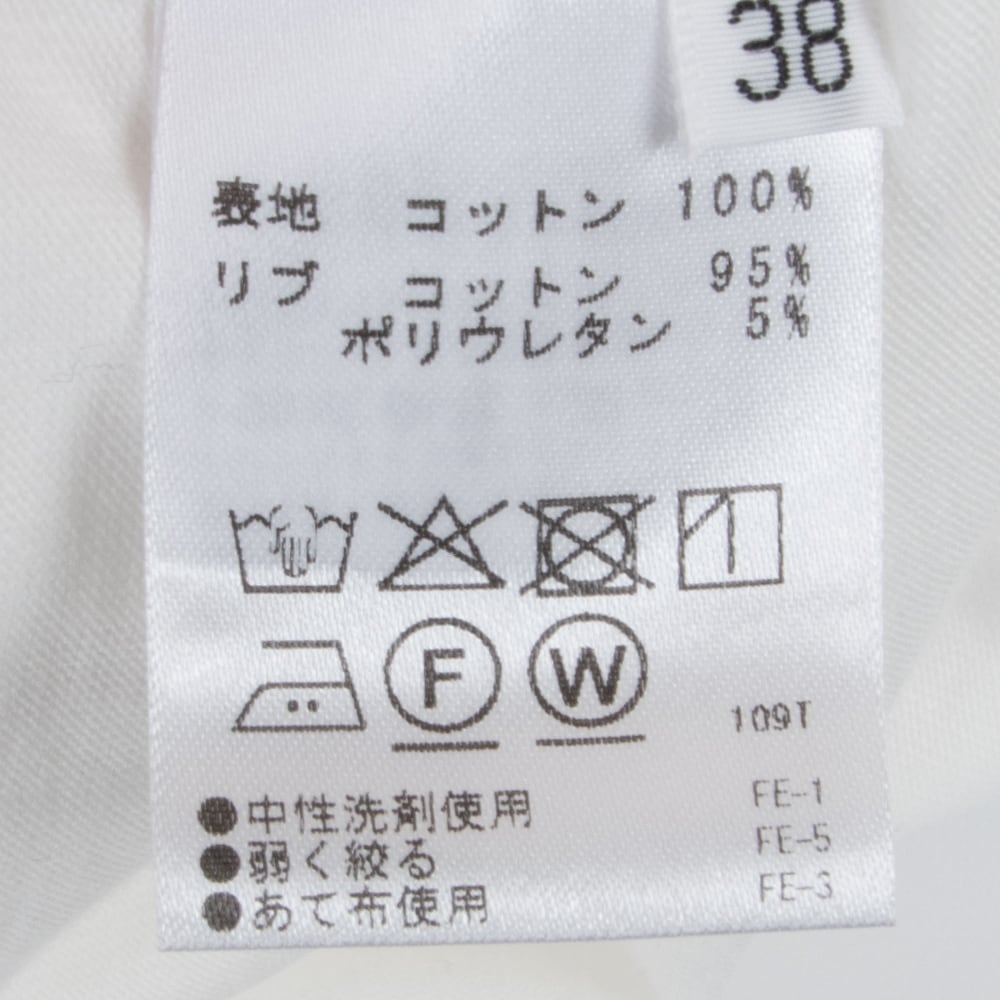 38
表地 コットン 100%
リブ コットン 95%
ポリウレタン 5%
F W
109T
●中性洗剤使用 FE-1
●弱く絞る FE-5
●あて布使用 FE-3